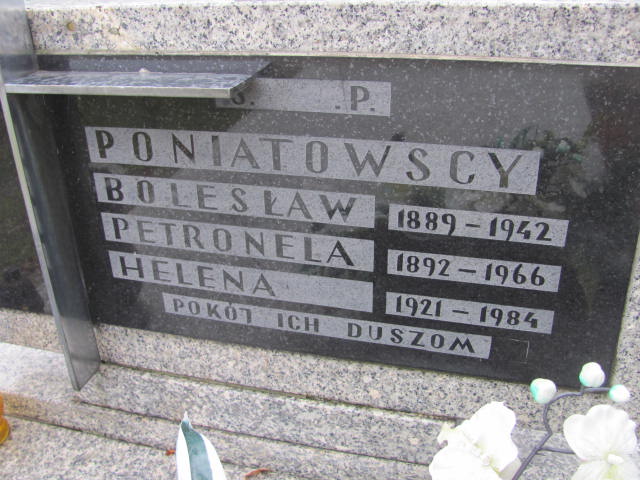 Ś. .P.
PONIATOWSCY
BOLESŁAW 1889-1942
PETRONELA 1892-1966
HELENA 1921-1984
POKÓJ ICH DUSZOM